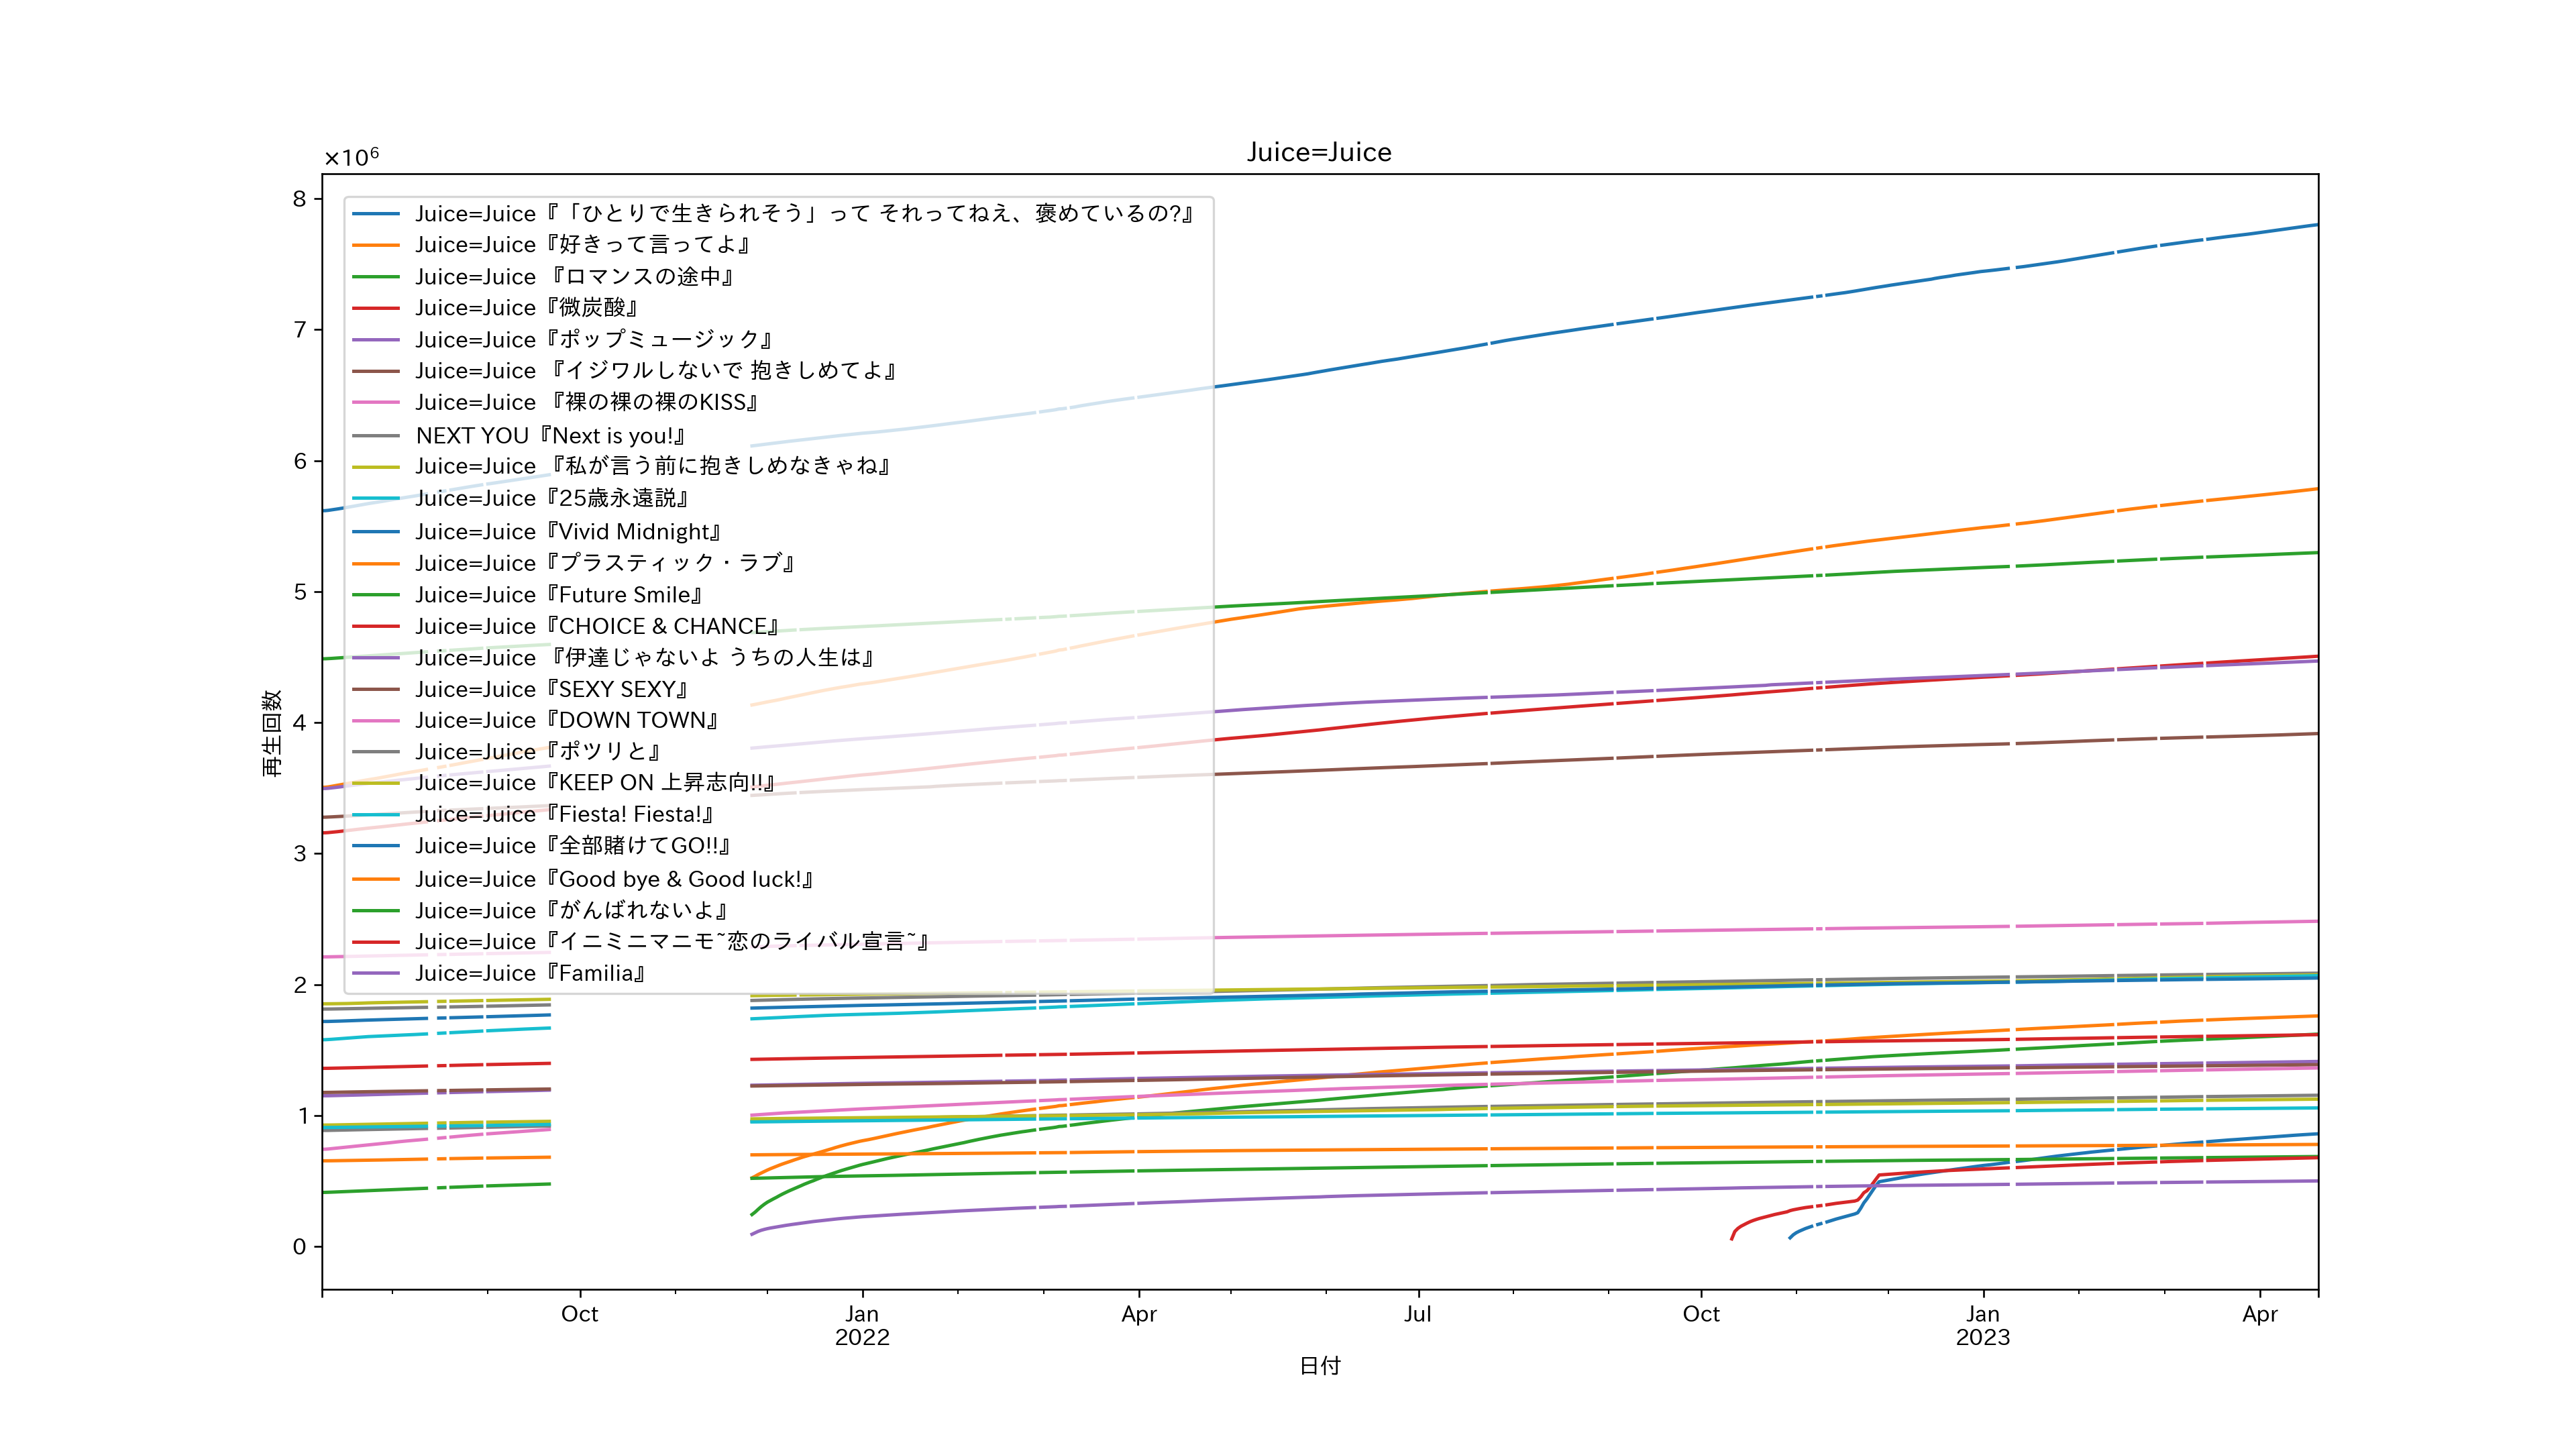 Juice=Juice
×10⁶
8
7
6
5
4
3
2
1
0
再生回数
Juice=Juice『「ひとりで生きられそう」って それってねえ、褒めているの?』
Juice=Juice『好きって言ってよ』
Juice=Juice 『ロマンスの途中』
Juice=Juice『微炭酸』
Juice=Juice『ポップミュージック』
Juice=Juice 『イジワルしないで 抱きしめてよ』
Juice=Juice 『裸の裸の裸のKISS』
NEXT YOU『Next is you!』
Juice=Juice 『私が言う前に抱きしめなきゃね』
Juice=Juice『25歳永遠説』
Juice=Juice『Vivid Midnight』
Juice=Juice『プラスティック・ラブ』
Juice=Juice『Future Smile』
Juice=Juice『CHOICE & CHANCE』
Juice=Juice 『伊達じゃないよ うちの人生は』
Juice=Juice『SEXY SEXY』
Juice=Juice『DOWN TOWN』
Juice=Juice『ポツリと』
Juice=Juice『KEEP ON 上昇志向!!』
Juice=Juice『Fiesta! Fiesta!』
Juice=Juice『全部賭けてGO!!』
Juice=Juice『Good bye & Good luck!』
Juice=Juice『がんばれないよ』
Juice=Juice『イニミニマニモ~恋のライバル宣言~』
Juice=Juice『Familia』
Oct Jan Apr Jul Oct Jan Apr
2022 2023
日付